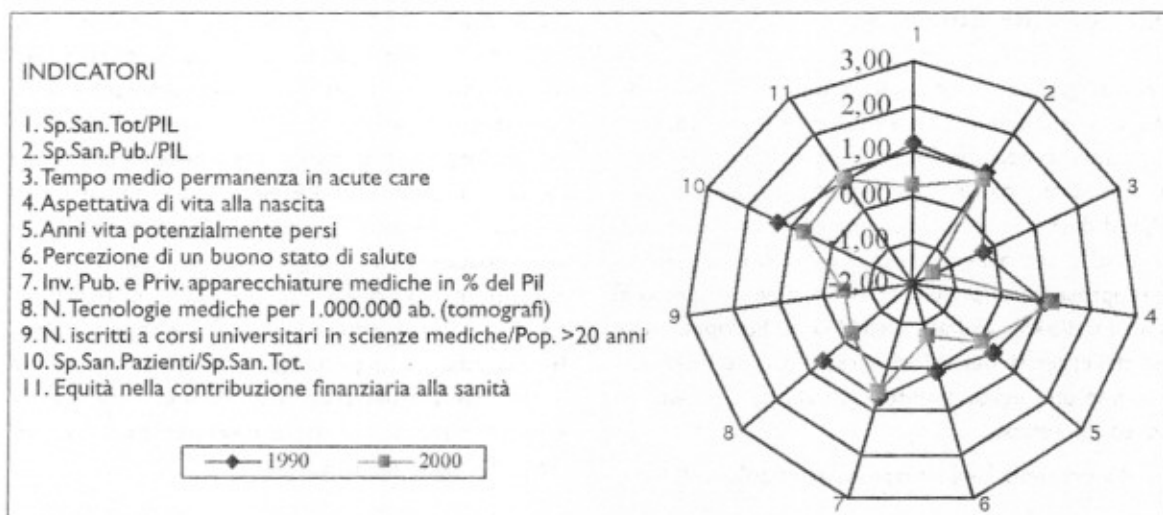 INDICATORI
1. Sp.San.Tot/PIL
2. Sp.San.Pub./PIL
3. Tempo medio permanenza in acute care
4. Aspettativa di vita alla nascita
5. Anni vita potenzialmente persi
6. Percezione di un buono stato di salute
7. Inv. Pub. e Priv. apparecchiature mediche in % del Pil
8. N. Tecnologie mediche per 1.000.000 ab. (tomografi)
9. N. iscritti a corsi universitari in scienze mediche/Pop. >20 anni
10. Sp.San.Pazienti/Sp.San.Tot.
11. Equità nella contribuzione finanziaria alla sanità
1990 2000
1
2
3
4
5
6
7
8
9
10
11
3,00
2,00
1,00
0,00
-1,00
-2,00